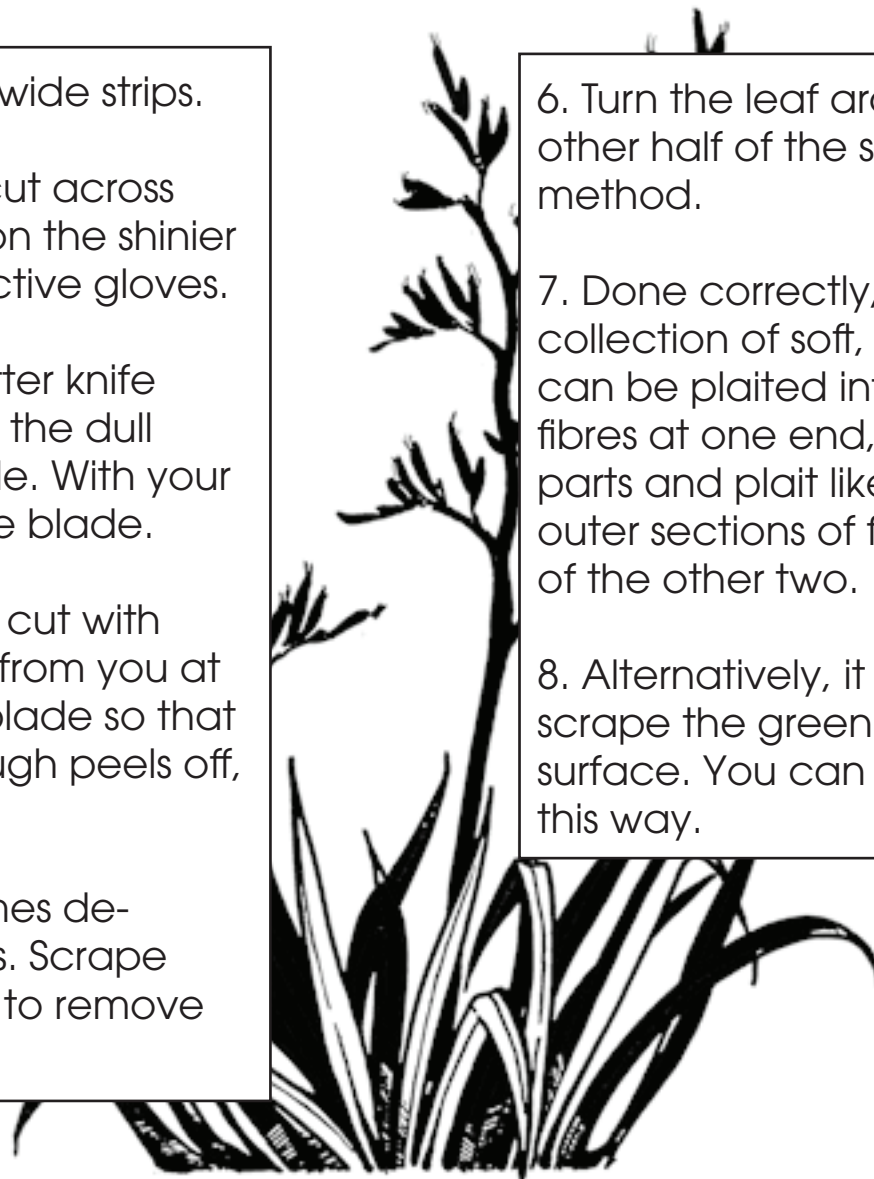 wide strips.
cut across
on the shinier
ctive gloves.
tter knife
the dull
le. With your
e blade.
cut with
from you at
blade so that
ugh peels off,
nes de-
s. Scrape
to remove
6. Turn the leaf aro
other half of the s
method.
7. Done correctly,
collection of soft,
can be plaited int
fibres at one end,
parts and plait like
outer sections of f
of the other two.
8. Alternatively, it
scrape the green
surface. You can
this way.